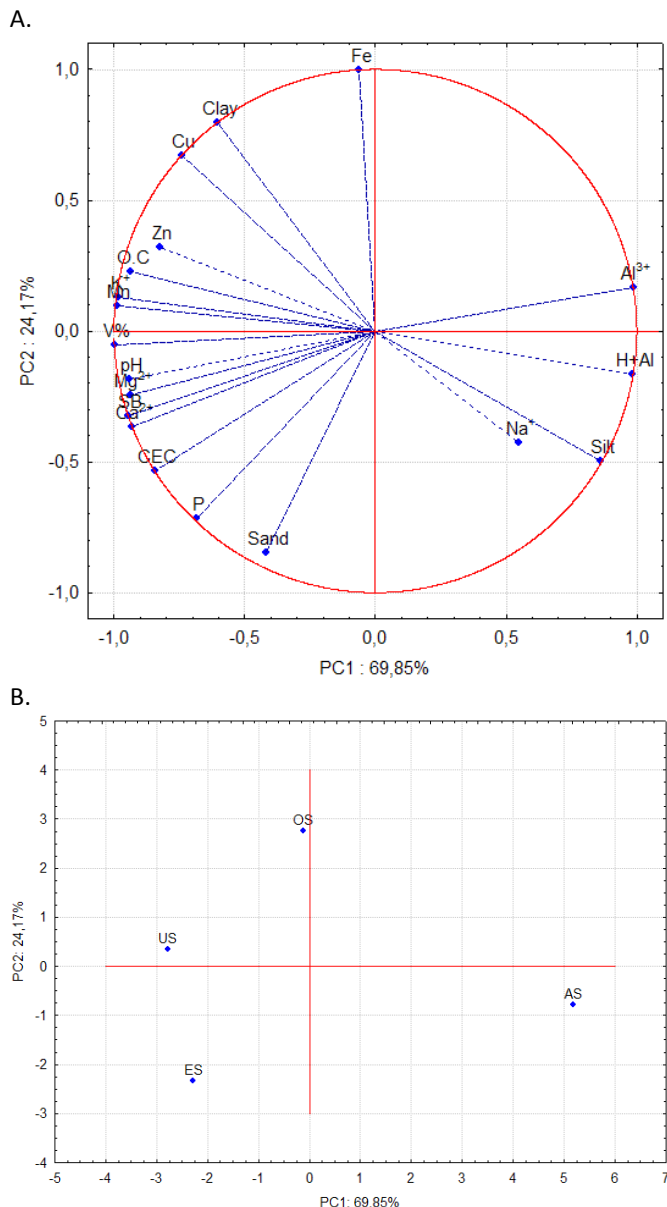 A.
Fe
1,0
Clay
Cu
0,5
Zn
O.C
K+
Mn
Al3+
0,0
V%
pH
H+Al
Mg2+
SB
Ca2+
Na+
-0,5
CEC
Silt
P
Sand
-1,0
-1,0 -0,5 0,0 0,5 1,0
PC1 : 69,85%
PC2 : 24,17%
B.
5
4
3
OS
2
1
US
0
AS
-1
-2
ES
-3
-4
-5 -4 -3 -2 -1 0 1 2 3 4 5 6 7
PC1: 69.85%
PC2: 24,17%